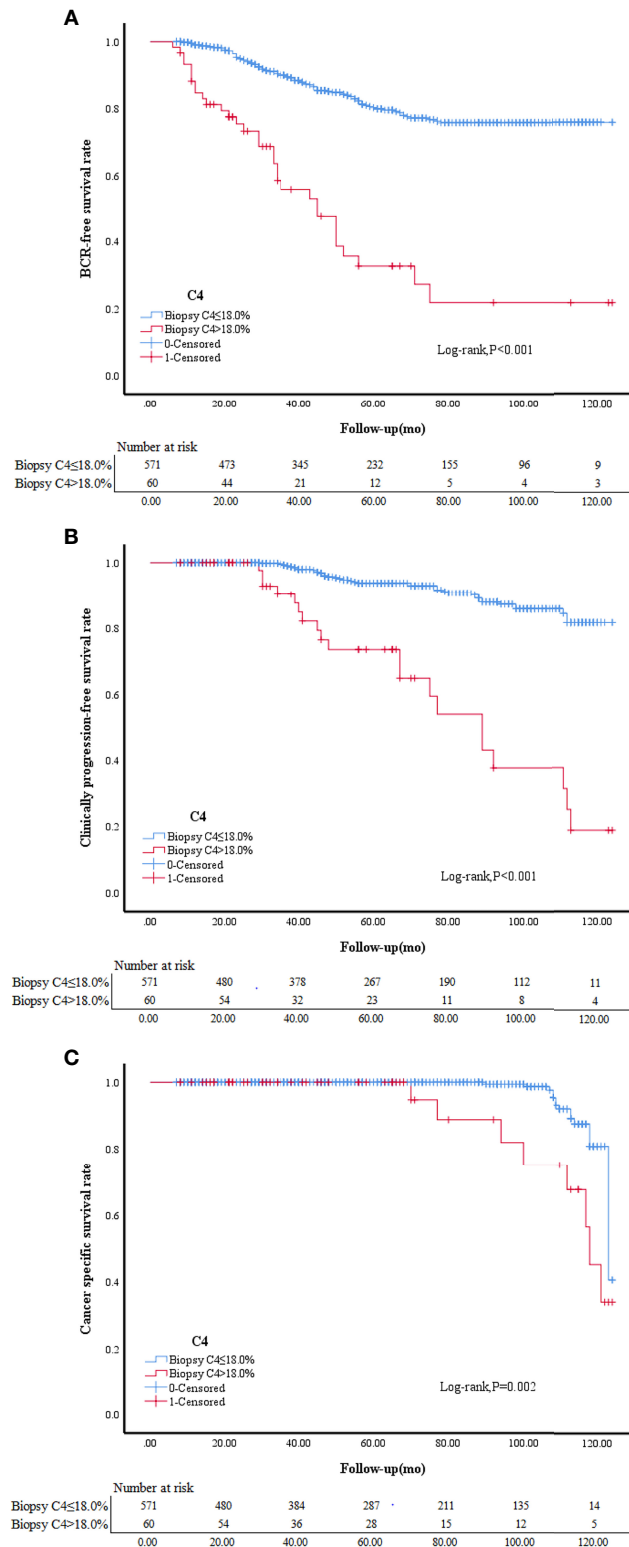 A
1.0
0.8
0.6
0.4
0.2
0.0
BCR-free survival rate
C4
Biopsy C4≤18.0%
Biopsy C4>18.0%
0-Censored
1-Censored
Log-rank,P<0.001
.00 20.00 40.00 60.00 80.00 100.00 120.00
Follow-up(mo)
Number at risk
Biopsy C4≤18.0% 571 473 345 232 155 96 9
Biopsy C4>18.0% 60 44 21 12 5 4 3
0.00 20.00 40.00 60.00 80.00 100.00 120.00
B
1.0
0.8
0.6
0.4
0.2
0.0
Clinically progression-free survival rate
C4
Biopsy C4≤18.0%
Biopsy C4>18.0%
0-Censored
1-Censored
Log-rank,P<0.001
.00 20.00 40.00 60.00 80.00 100.00 120.00
Follow-up(mo)
Number at risk
Biopsy C4≤18.0% 571 480 378 267 190 112 11
Biopsy C4>18.0% 60 54 32 23 11 8 4
0.00 20.00 40.00 60.00 80.00 100.00 120.00
C
1.0
0.8
0.6
0.4
0.2
0.0
Cancer specific survival rate
C4
Biopsy C4≤18.0%
Biopsy C4>18.0%
0-Censored
1-Censored
Log-rank,P=0.002
.00 20.00 40.00 60.00 80.00 100.00 120.00
Follow-up(mo)
Number at risk
Biopsy C4≤18.0% 571 480 384 287 211 135 14
Biopsy C4>18.0% 60 54 36 28 15 12 5
0.00 20.00 40.00 60.00 80.00 100.00 120.00